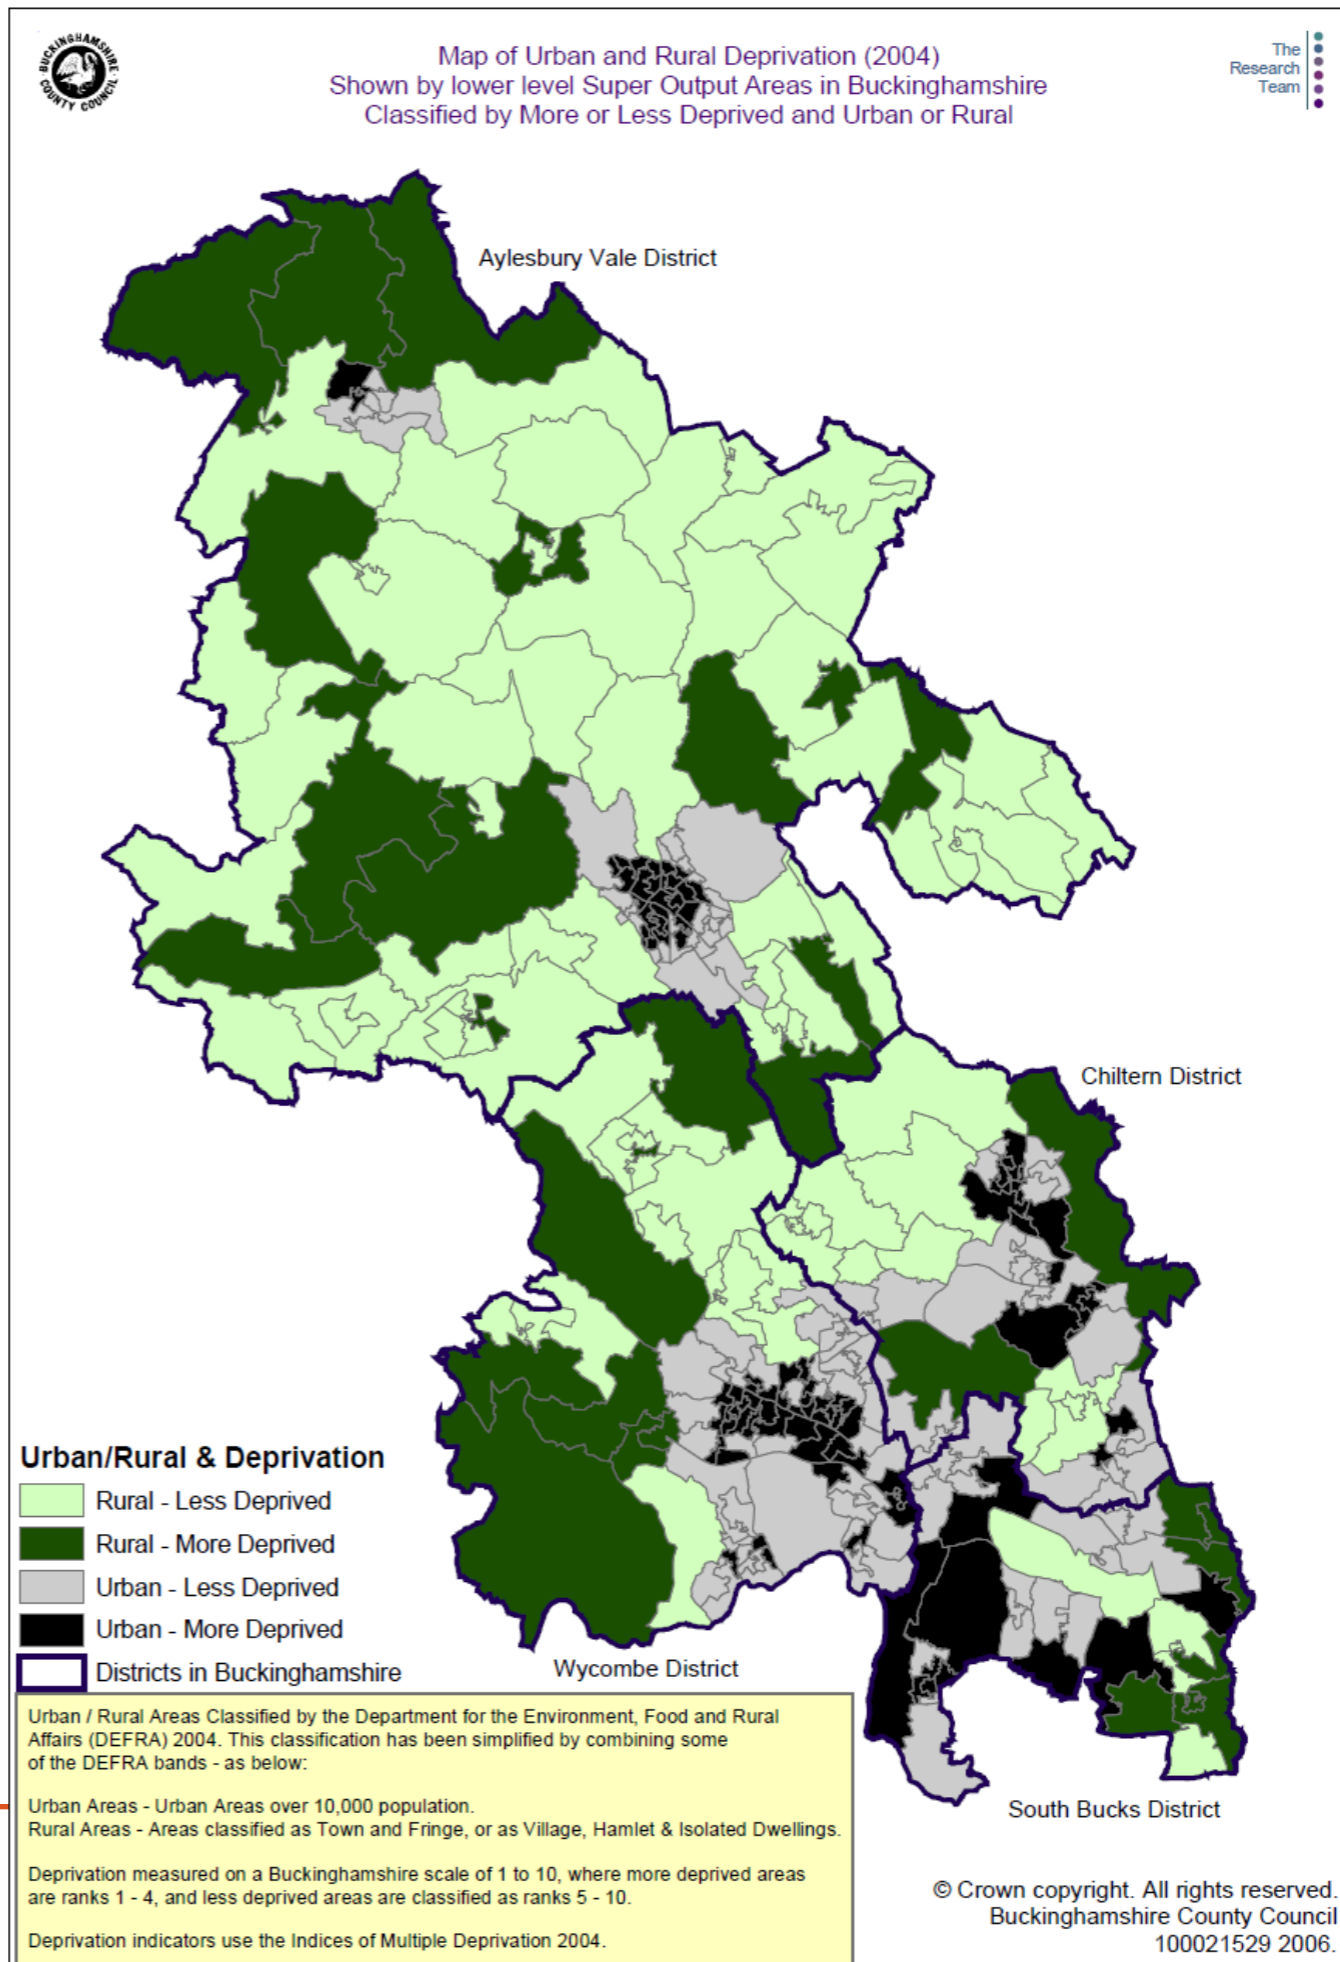 BUCKINGHAMSHIRE
COUNTY COUNCIL
Map of Urban and Rural Deprivation (2004)
Shown by lower level Super Output Areas in Buckinghamshire
Classified by More or Less Deprived and Urban or Rural
The
Research
Team
Aylesbury Vale District
Chiltern District
Urban/Rural & Deprivation
Rural - Less Deprived
Rural - More Deprived
Urban - Less Deprived
Urban - More Deprived
Districts in Buckinghamshire
Wycombe District
South Bucks District
Urban / Rural Areas Classified by the Department for the Environment, Food and Rural
Affairs (DEFRA) 2004. This classification has been simplified by combining some
of the DEFRA bands - as below:
Urban Areas - Urban Areas over 10,000 population.
Rural Areas - Areas classified as Town and Fringe, or as Village, Hamlet & Isolated Dwellings.
Deprivation measured on a Buckinghamshire scale of 1 to 10, where more deprived areas
are ranks 1 - 4, and less deprived areas are classified as ranks 5 - 10.
Deprivation indicators use the Indices of Multiple Deprivation 2004.
© Crown copyright. All rights reserved.
Buckinghamshire County Council
100021529 2006.